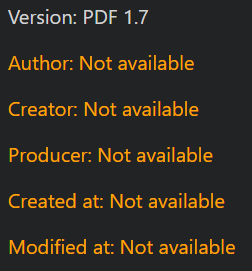 Version: PDF 1.7
Author: Not available
Creator: Not available
Producer: Not available
Created at: Not available
Modified at: Not available